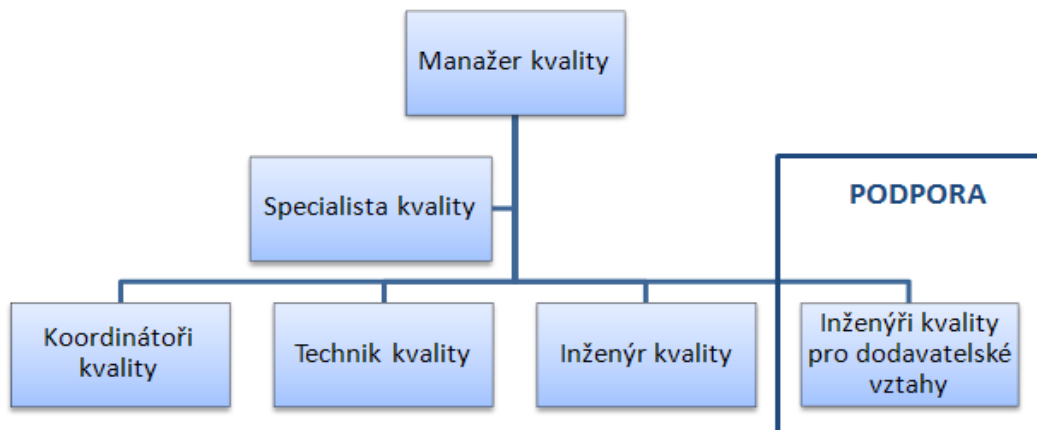 Manažer kvality
Specialista kvality
PODPORA
Koordinátoři
kvality
Technik kvality
Inženýr kvality
Inženýři kvality
pro dodavatelské
vztahy